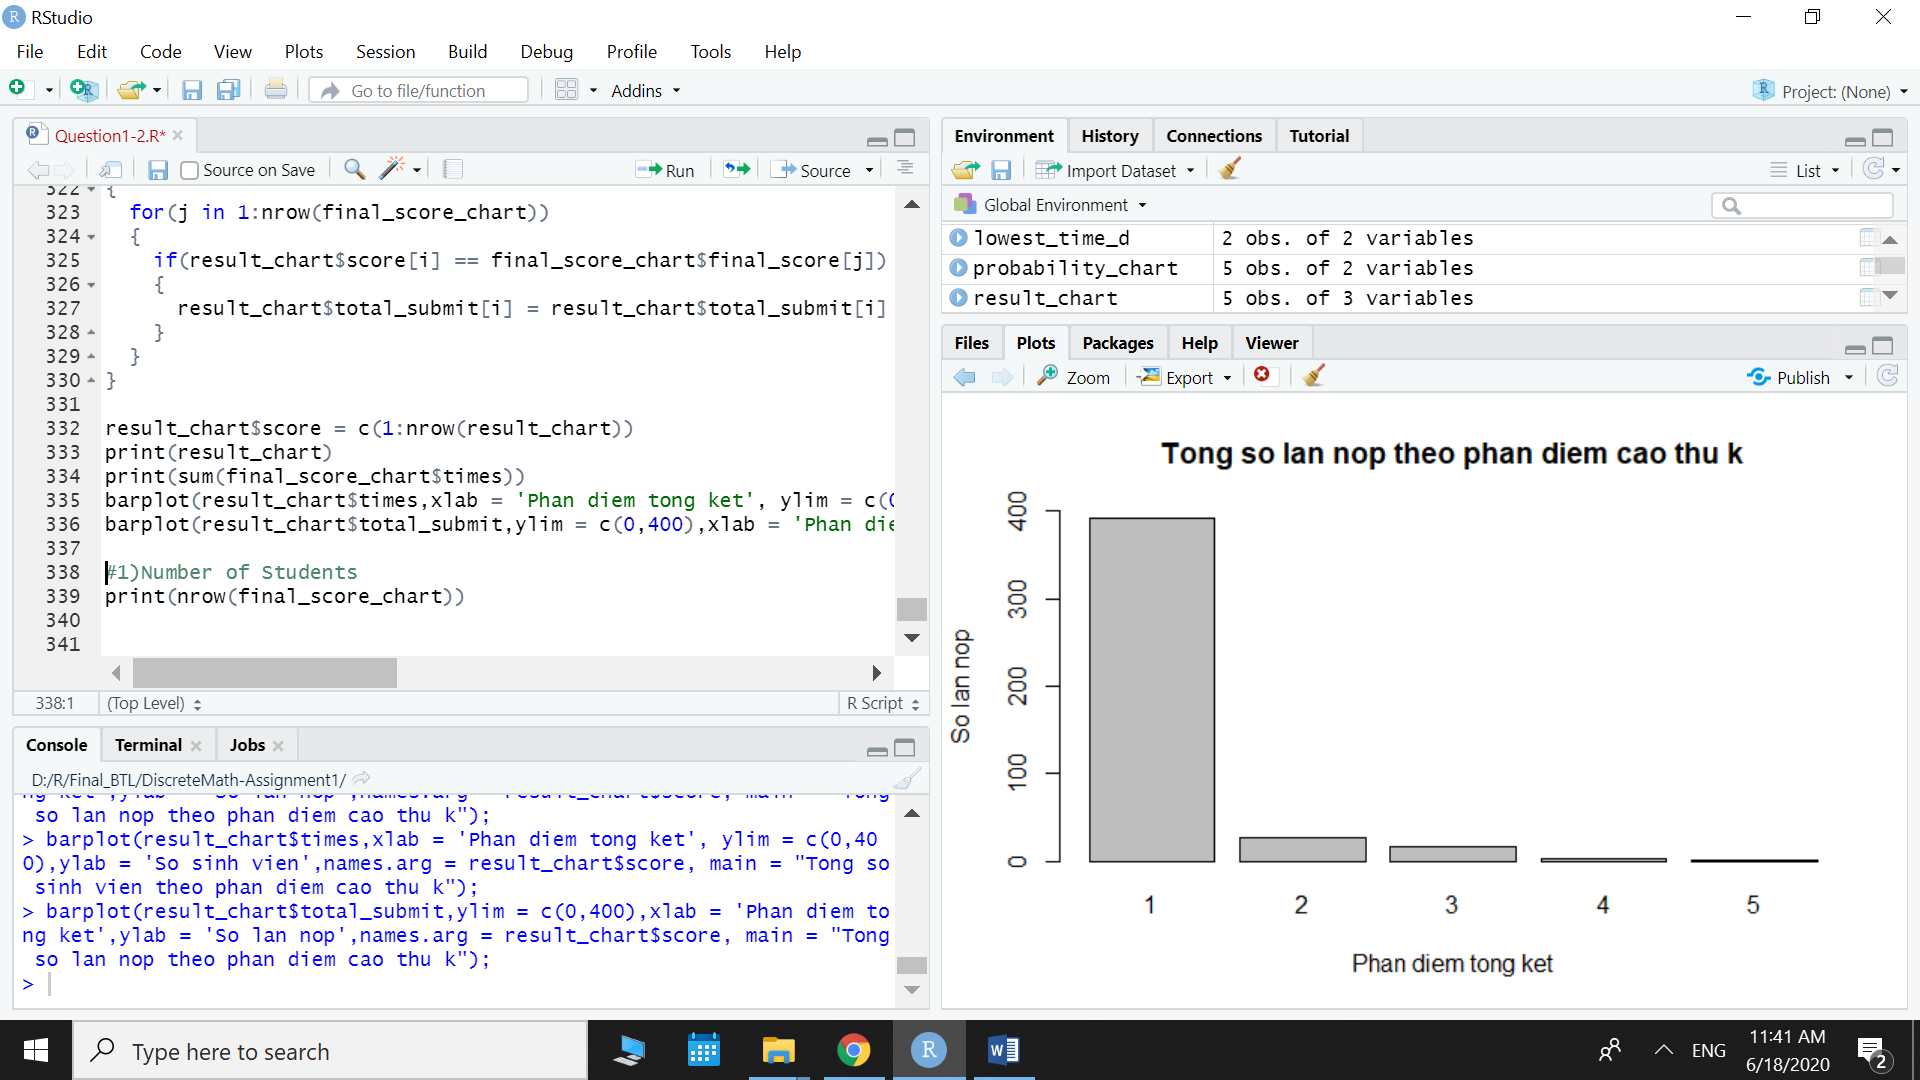 RStudio
File Edit Code View Plots Session Build Debug Profile Tools Help
Go to file/function Addins Project: (None)
Question1-2.R*
Source on Save Run Source
322 {
323 for(j in 1:nrow(final_score_chart))
324 {
325 if(result_chart$score[i] == final_score_chart$final_score[j])
326 {
327 result_chart$total_submit[i] = result_chart$total_submit[i]
328 }
329 }
330 }
331
332 result_chart$score = c(1:nrow(result_chart))
333 print(result_chart)
334 print(sum(final_score_chart$times))
335 barplot(result_chart$times,xlab = 'Phan diem tong ket', ylim = c(0
336 barplot(result_chart$total_submit,ylim = c(0,400),xlab = 'Phan die
337
338 #1)Number of Students
339 print(nrow(final_score_chart))
340
341
338:1 (Top Level) R Script
Console Terminal Jobs
D:/R/Final_BTL/DiscreteMath-Assignment1/
so lan nop theo phan diem cao thu k");
> barplot(result_chart$times,xlab = 'Phan diem tong ket', ylim = c(0,40
0),ylab = 'So sinh vien',names.arg = result_chart$score, main = "Tong so
sinh vien theo phan diem cao thu k");
> barplot(result_chart$total_submit,ylim = c(0,400),xlab = 'Phan diem to
ng ket',ylab = 'So lan nop',names.arg = result_chart$score, main = "Tong
so lan nop theo phan diem cao thu k");
>
Environment History Connections Tutorial
Import Dataset List
Global Environment
lowest_time_d 2 obs. of 2 variables
probability_chart 5 obs. of 2 variables
result_chart 5 obs. of 3 variables
Files Plots Packages Help Viewer
Zoom Export Publish
Tong so lan nop theo phan diem cao thu k
So lan nop
400
300
200
100
0
1 2 3 4 5
Phan diem tong ket
Type here to search
ENG
11:41 AM
6/18/2020
2